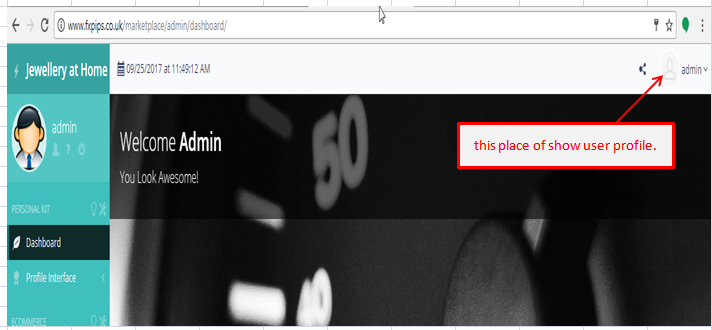 www.fxpips.co.uk/marketplace/admin/dashboard/
Jewellery at Home
09/25/2017 at 11:49:12 AM
admin
admin
Welcome Admin
You Look Awesome!
this place of show user profile.
PERSONAL KIT
Dashboard
Profile Interface
ECOMMERCE
50
40